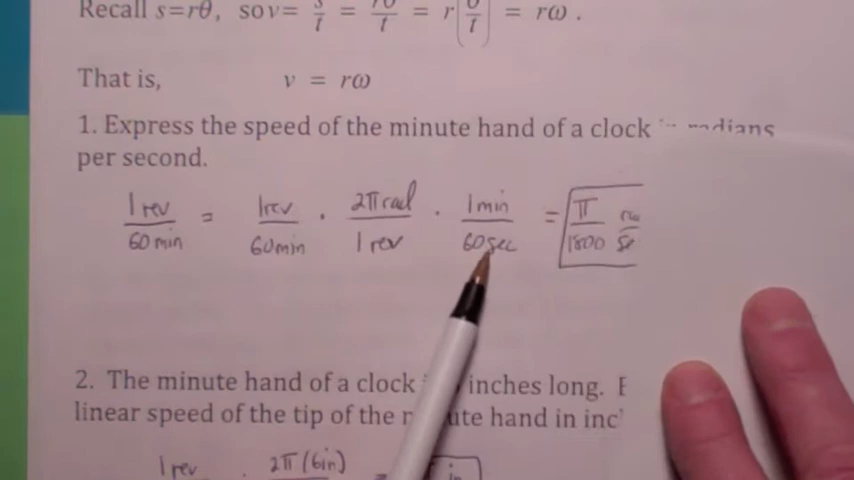 Recall s=rθ, so v= s/t = rθ/t = r(θ/t) = rω .
That is, v = rω
1. Express the speed of the minute hand of a clock radians
per second.
1 rev/60 min = 1 rev/60 min · 2π rad/1 rev · 1 min/60 sec = π/1800
2. The minute hand of a clock inches long.
linear speed of the tip of the hand in
1 rev · 2π (6in) = in